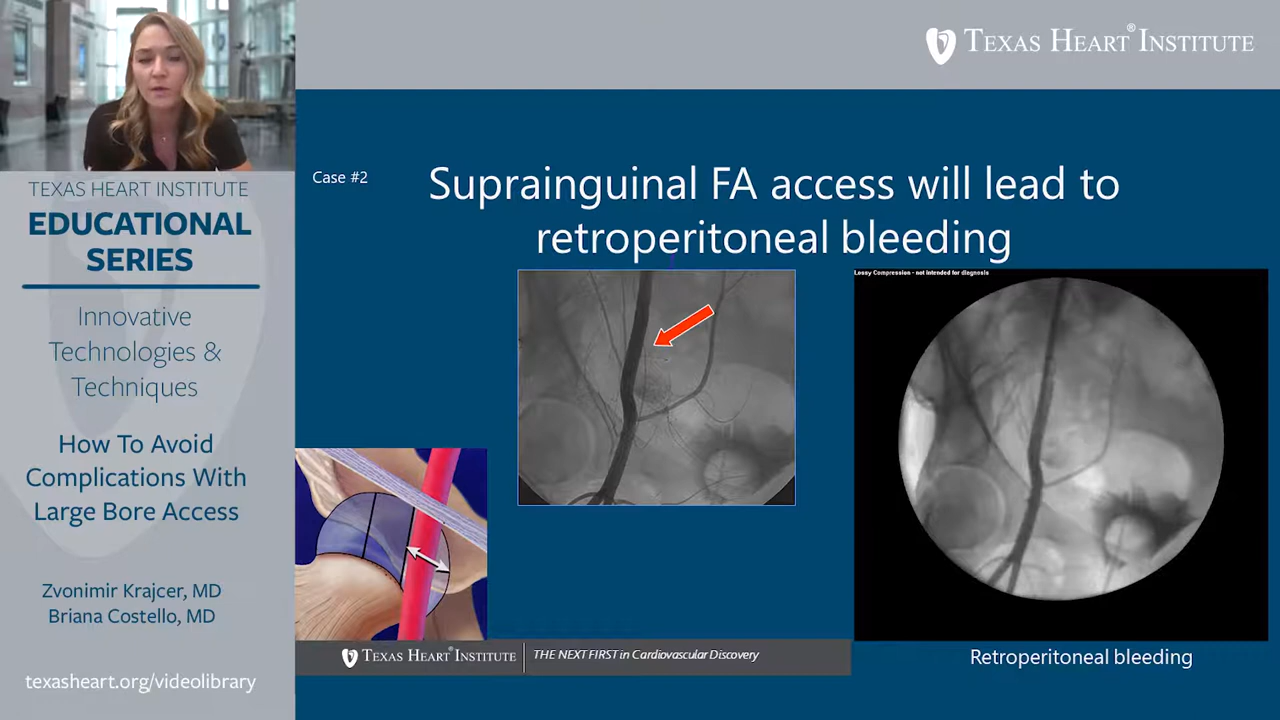 TEXAS HEART® INSTITUTE
TEXAS HEART INSTITUTE
EDUCATIONAL
SERIES
Innovative
Technologies &
Techniques
How To Avoid
Complications With
Large Bore Access
Zvonimir Krajcer, MD
Briana Costello, MD
texasheart.org/videolibrary
Case #2
Suprainguinal FA access will lead to
retroperitoneal bleeding
Lossy Compression - not intended for diagnosis
Retroperitoneal bleeding
TEXAS HEART® INSTITUTE
THE NEXT FIRST in Cardiovascular Discovery